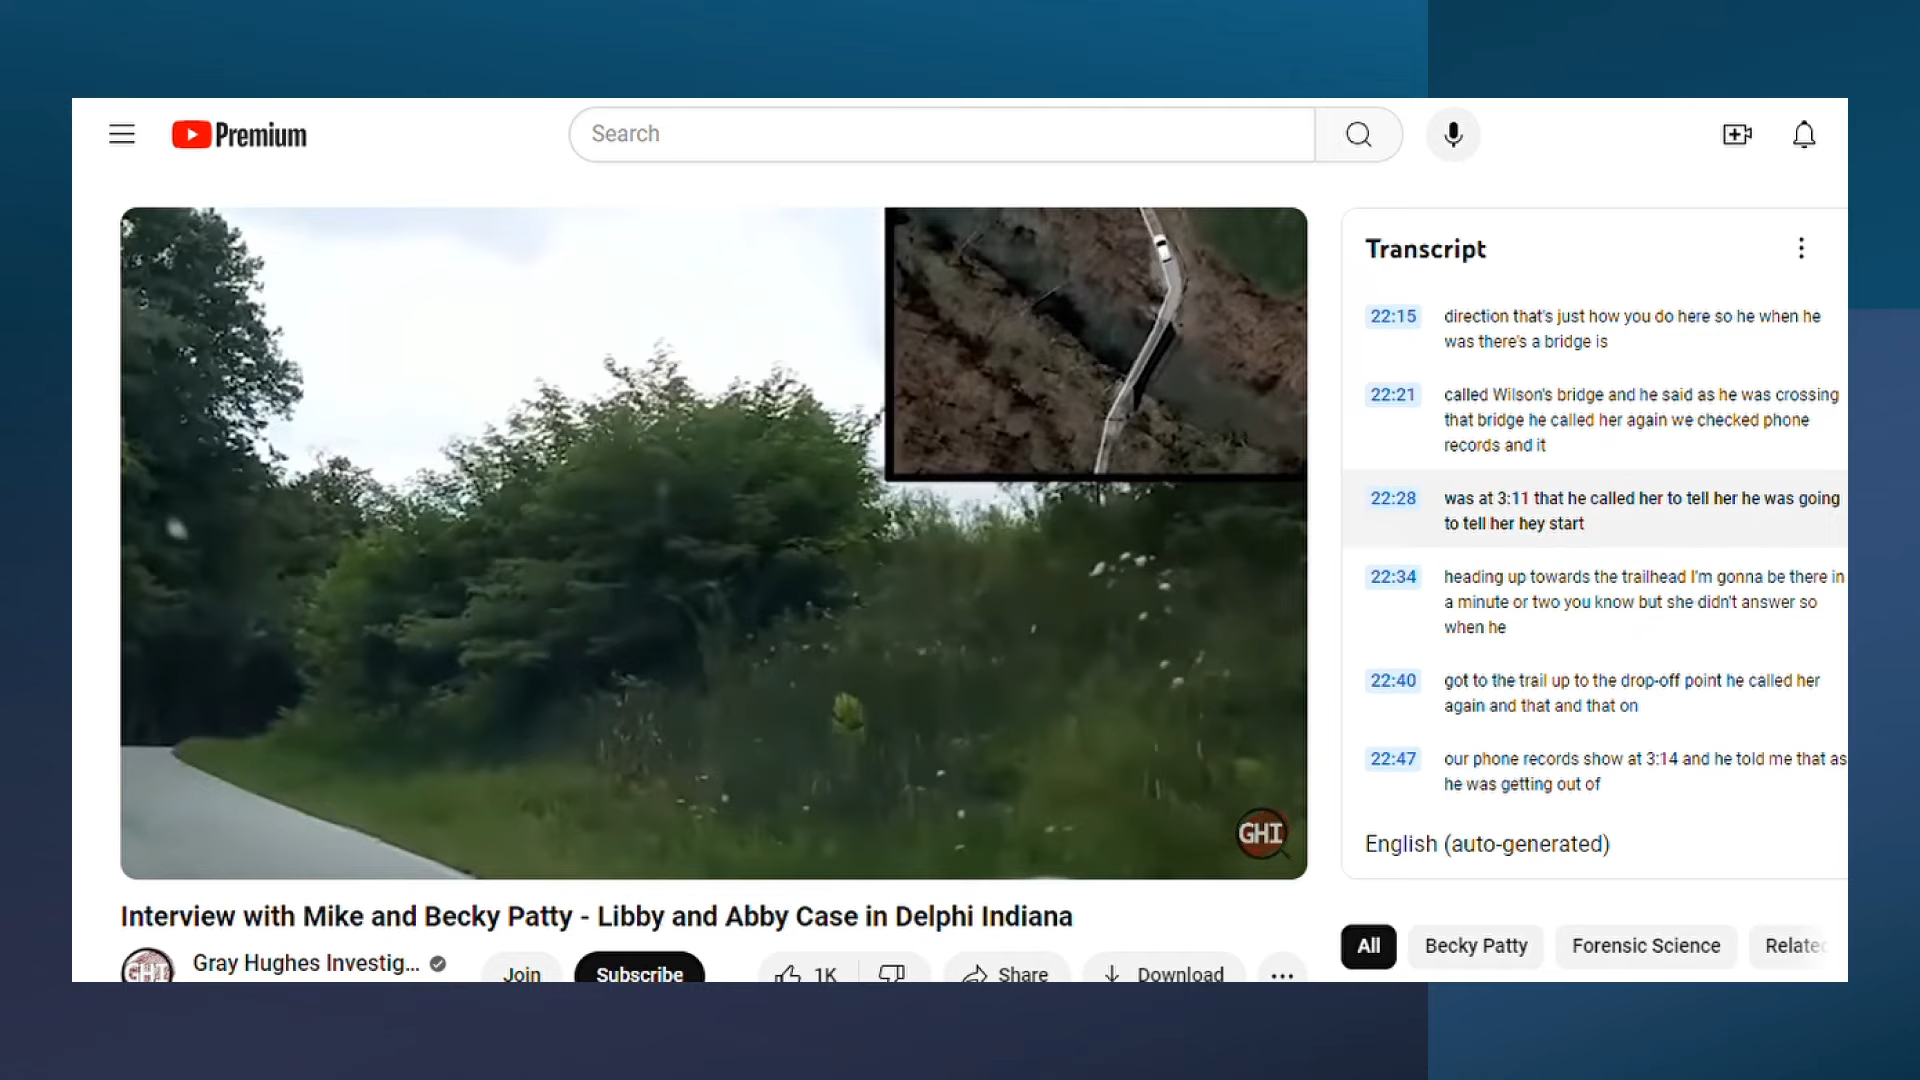 Premium
Search
Transcript
22:15
direction that's just how you do here so he when he
was there's a bridge is
22:21
called Wilson's bridge and he said as he was crossing
that bridge he called her again we checked phone
records and it
22:28
was at 3:11 that he called her to tell her he was going
to tell her hey start
22:34
heading up towards the trailhead I'm gonna be there in
a minute or two you know but she didn't answer so
when he
22:40
got to the trail up to the drop-off point he called her
again and that and that on
22:47
our phone records show at 3:14 and he told me that as
he was getting out of
English (auto-generated)
GHI
Interview with Mike and Becky Patty - Libby and Abby Case in Delphi Indiana
GHI
Gray Hughes Investig...
Join
Subscribe
1K
Share
Download
All
Becky Patty
Forensic Science
Related